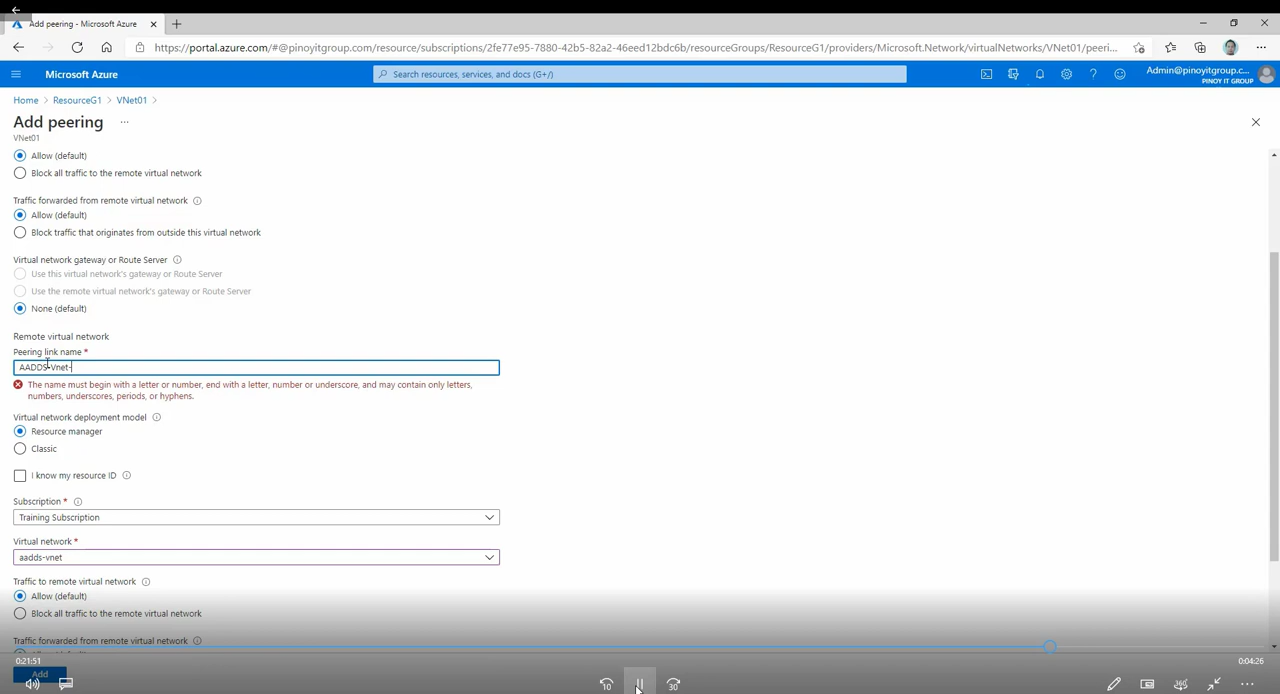 Add peering - Microsoft Azure
https://portal.azure.com/#@pinoyitgroup.com/resource/subscriptions/2fe77e95-7880-42b5-82a2-46eed12bdc6b/resourceGroups/ResourceG1/providers/Microsoft.Network/virtualNetworks/VNet01/peeri...
Microsoft Azure
Search resources, services, and docs (G+/)
Admin@pinoyitgroup.c...
PINOY IT GROUP
Home > ResourceG1 > VNet01 >
Add peering ...
VNet01
Allow (default)
Block all traffic to the remote virtual network
Traffic forwarded from remote virtual network
Allow (default)
Block traffic that originates from outside this virtual network
Virtual network gateway or Route Server
Use this virtual network's gateway or Route Server
Use the remote virtual network's gateway or Route Server
None (default)
Remote virtual network
Peering link name *
AADDS-Vnet-
The name must begin with a letter or number, end with a letter, number or underscore, and may contain only letters,
numbers, underscores, periods, or hyphens.
Virtual network deployment model
Resource manager
Classic
I know my resource ID
Subscription *
Training Subscription
Virtual network *
aadds-vnet
Traffic to remote virtual network
Allow (default)
Block all traffic to the remote virtual network
Traffic forwarded from remote virtual network
0:21:51
0:04:26
Add
10
30
360